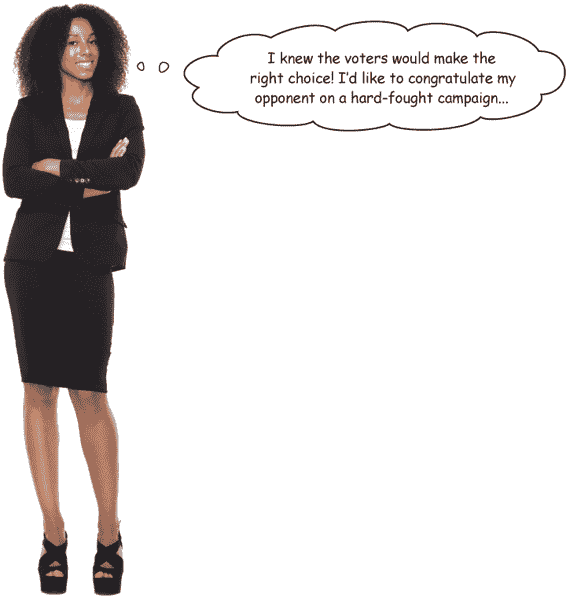 I knew the voters would make the
right choice! I'd like to congratulate my
opponent on a hard-fought campaign...